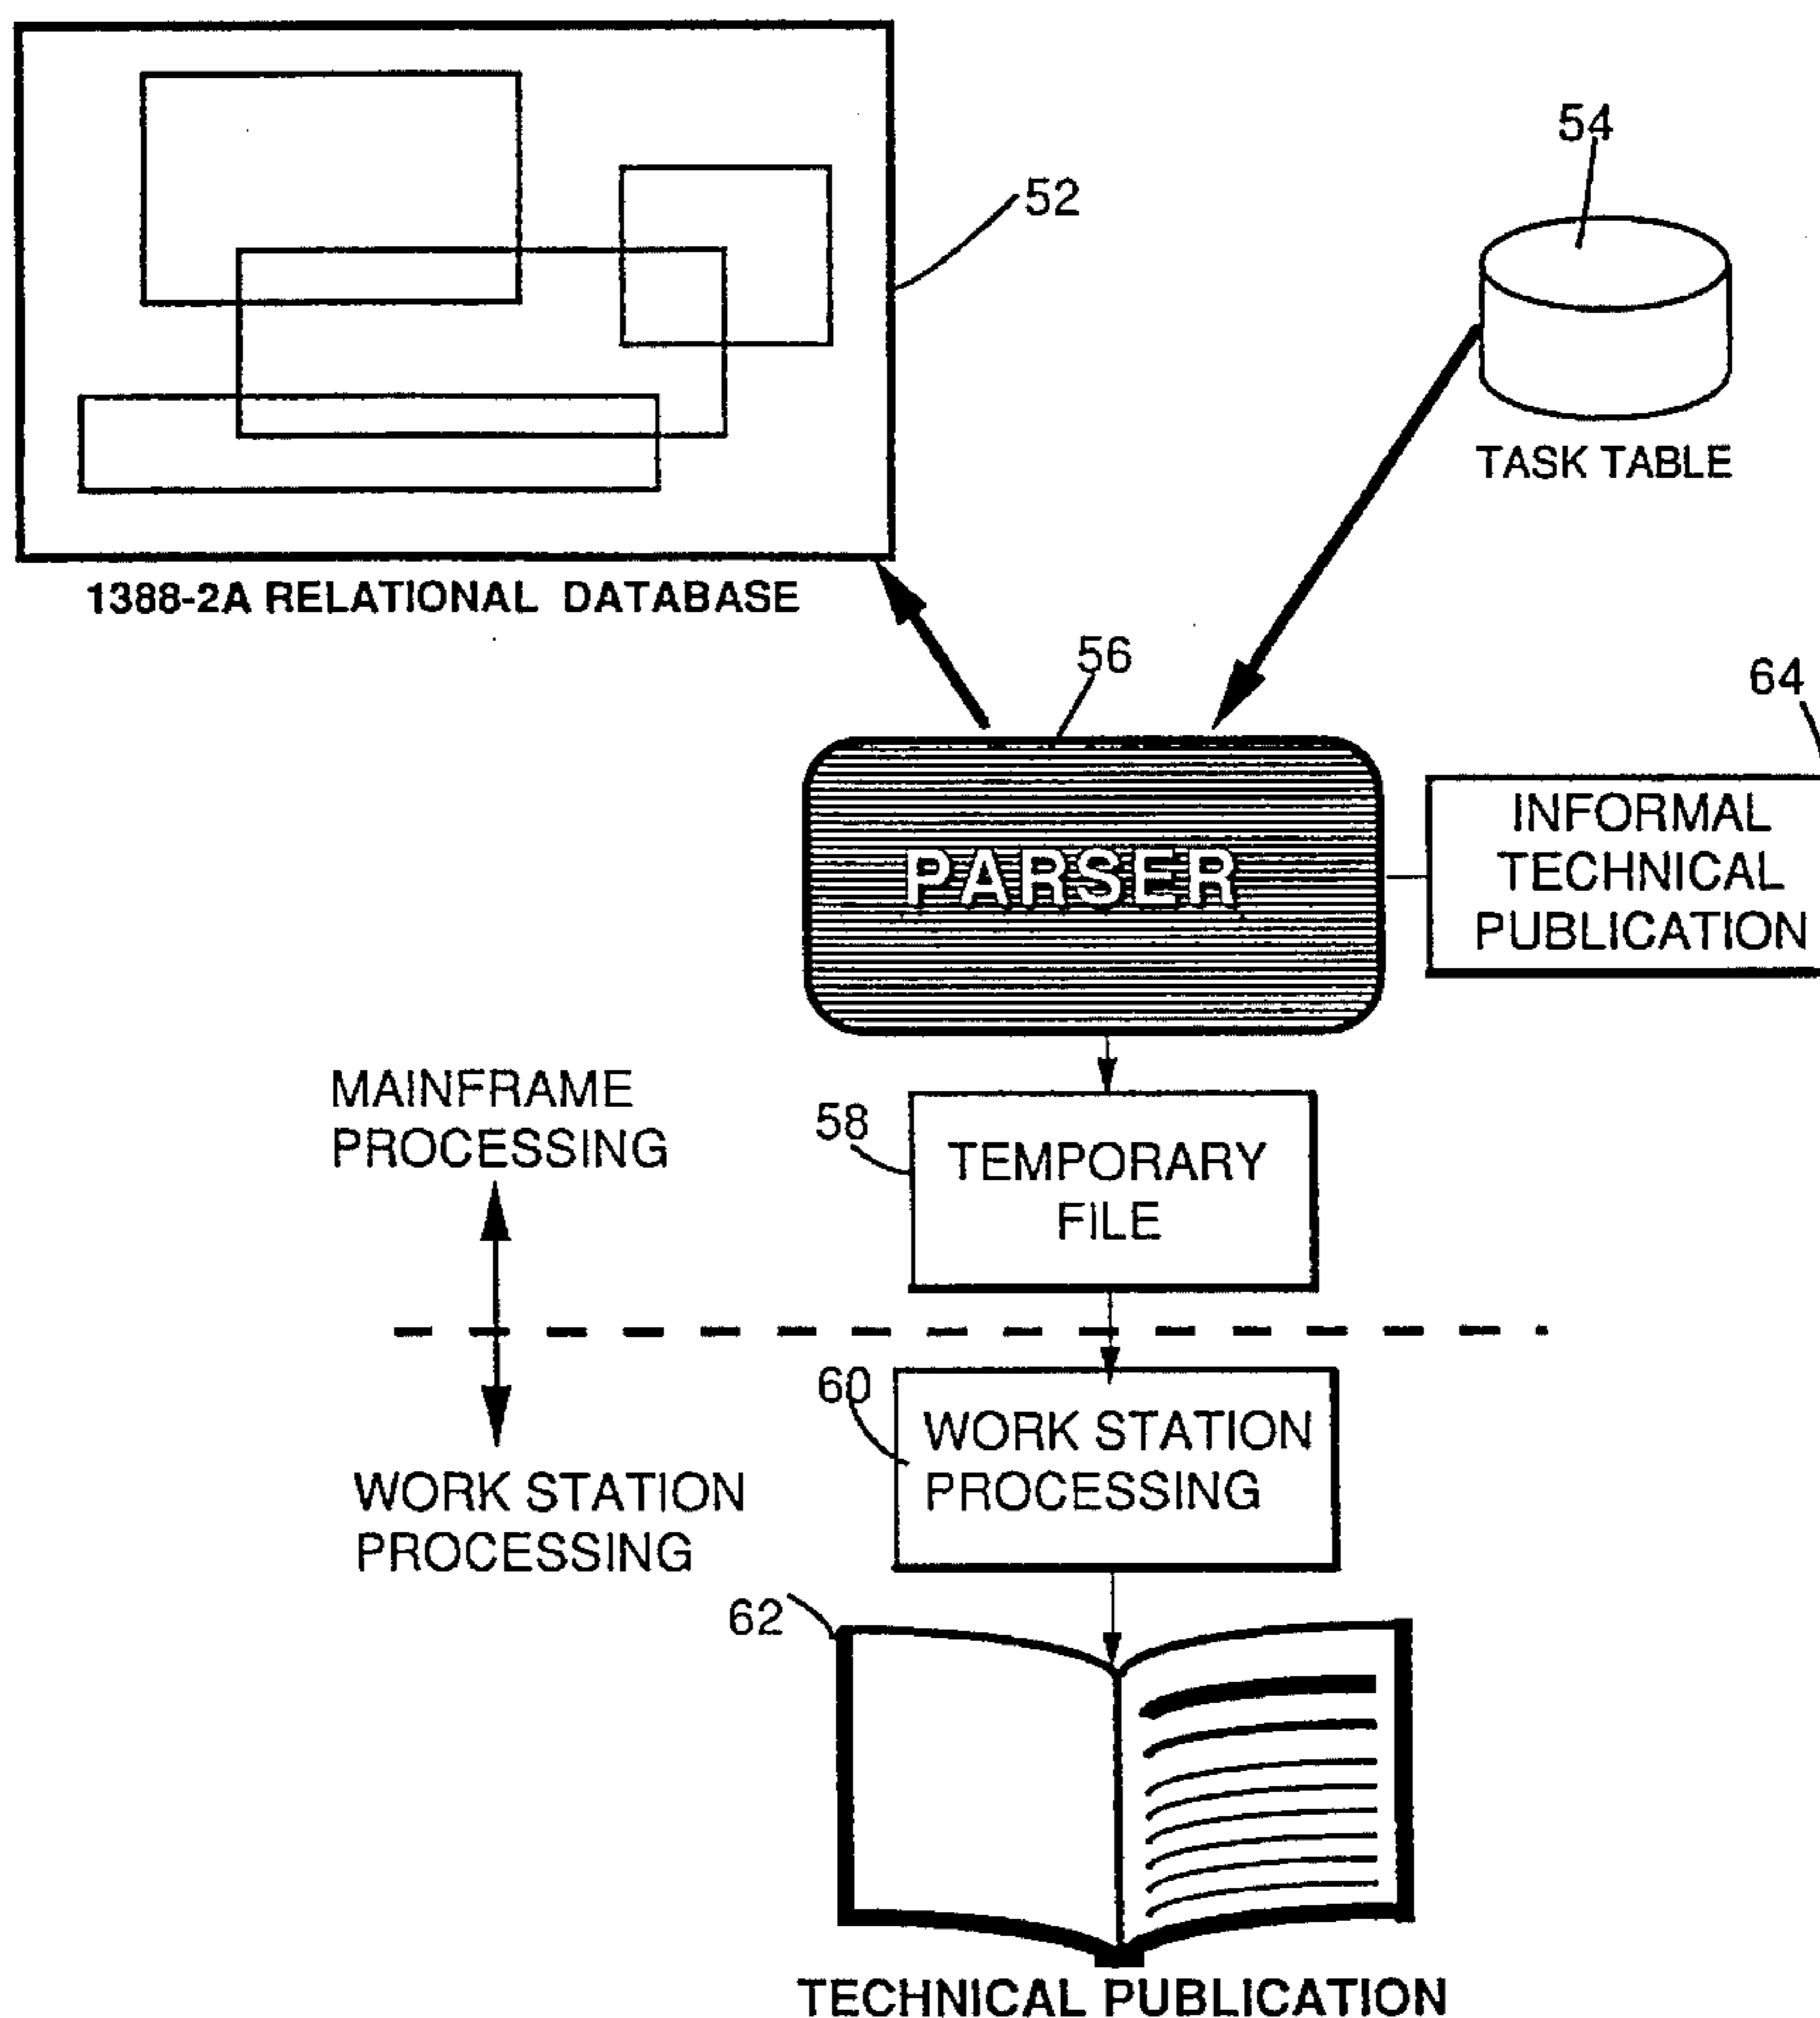 54
52
TASK TABLE
1388-2A RELATIONAL DATABASE
56
64
INFORMAL
TECHNICAL
PUBLICATION
PARSER
MAINFRAME
PROCESSING
58
TEMPORARY
FILE
60
WORK STATION
PROCESSING
WORK STATION
PROCESSING
62
TECHNICAL PUBLICATION